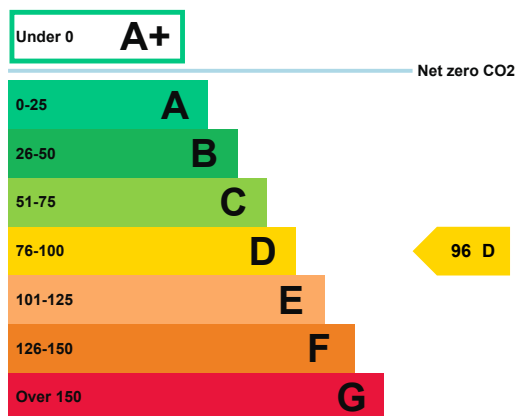 Under 0 A+
Net zero CO2
0-25 A
26-50 B
51-75 C
76-100 D
96 D
101-125 E
126-150 F
Over 150 G